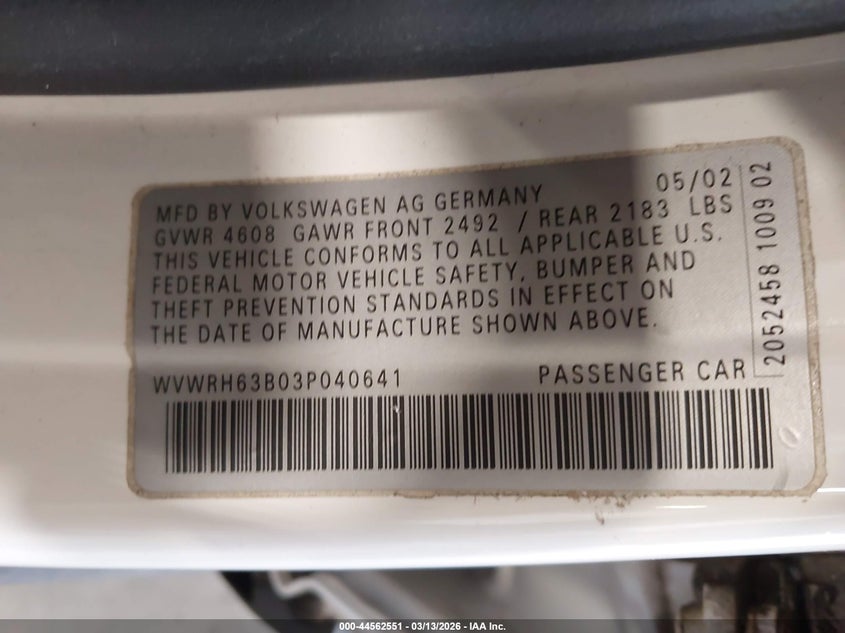 05/02
MFD BY VOLKSWAGEN AG GERMANY
GVWR 4608 GAWR FRONT 2492 / REAR 2183 LBS
THIS VEHICLE CONFORMS TO ALL APPLICABLE U.S.
FEDERAL MOTOR VEHICLE SAFETY, BUMPER AND
THEFT PREVENTION STANDARDS IN EFFECT ON
THE DATE OF MANUFACTURE SHOWN ABOVE.
WVWRH63B03P040641 PASSENGER CAR
2052458 1009 02
000-44562551 - 03/13/2026 - IAA Inc.